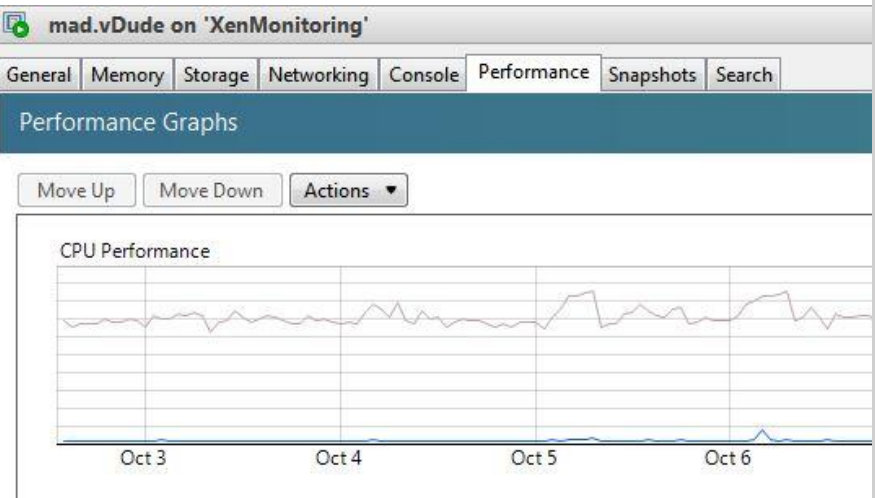 mad.vDude on 'XenMonitoring'
General Memory Storage Networking Console Performance Snapshots Search
Performance Graphs
Move Up Move Down Actions
CPU Performance
Oct 3 Oct 4 Oct 5 Oct 6